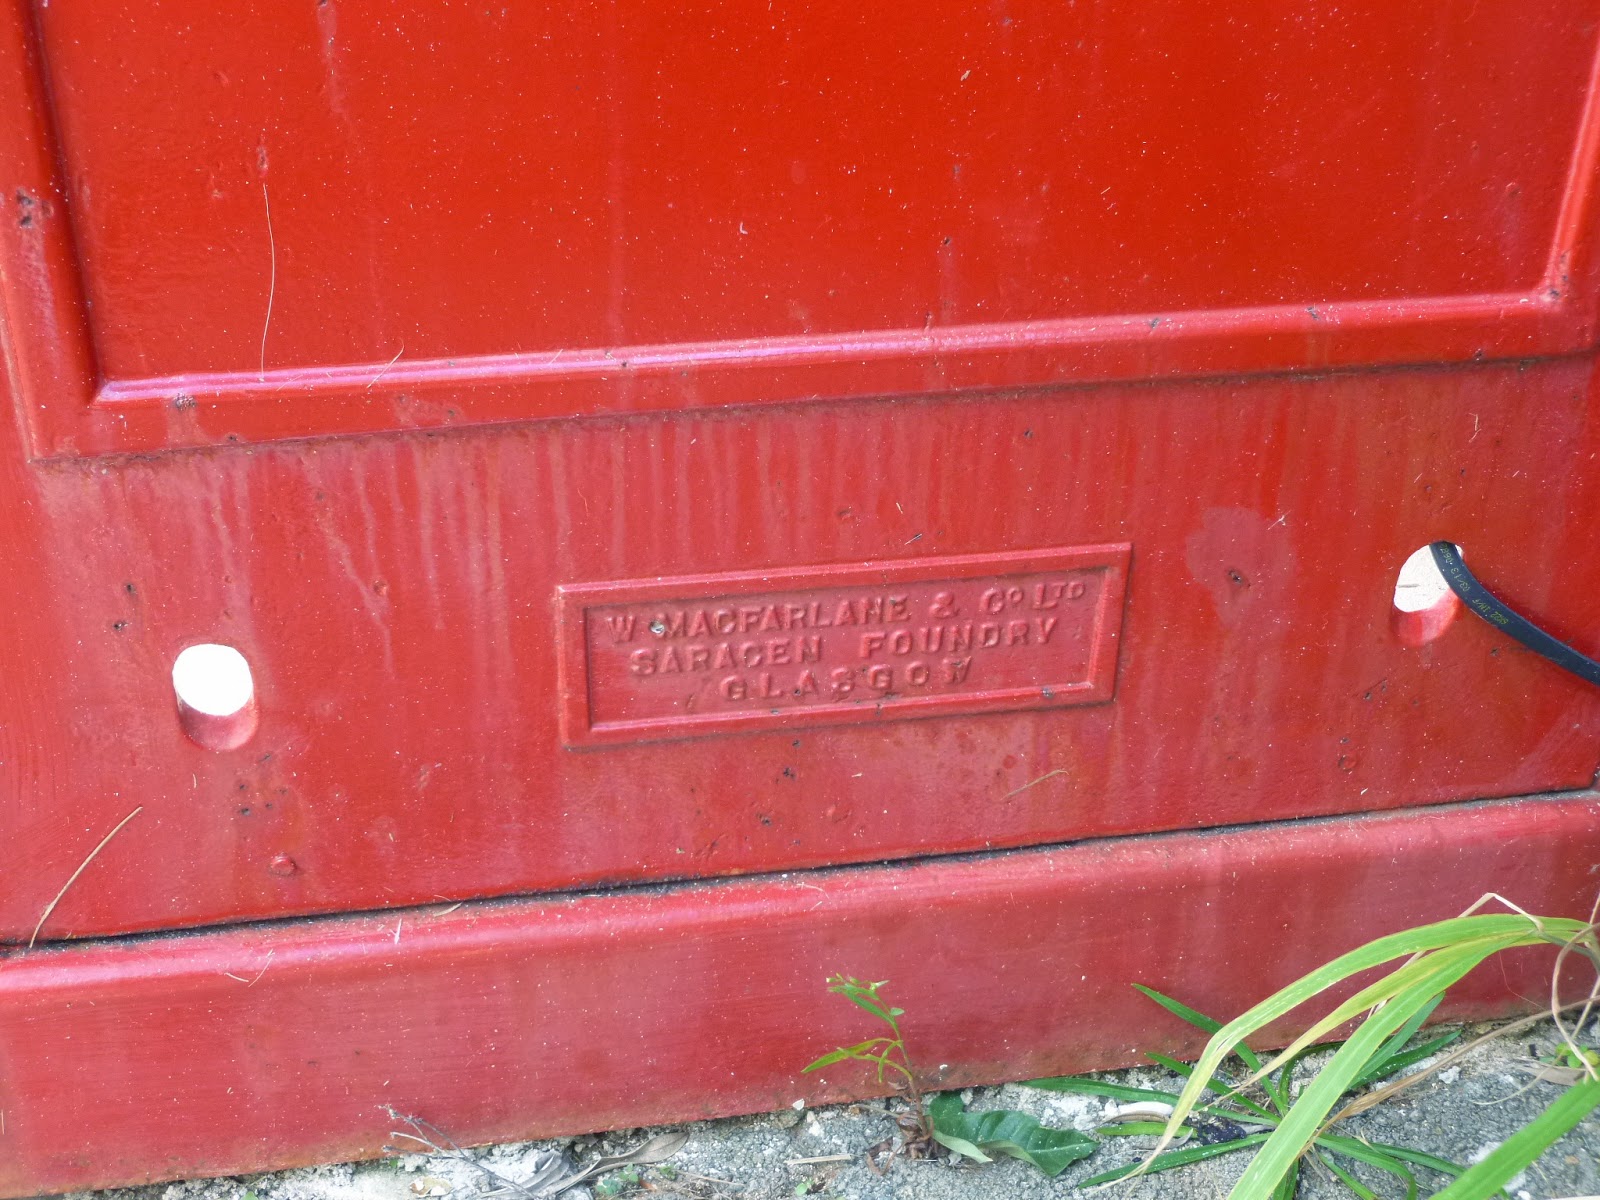 W MACFARLANE & Co LTD
SARACEN FOUNDRY
GLASGOW